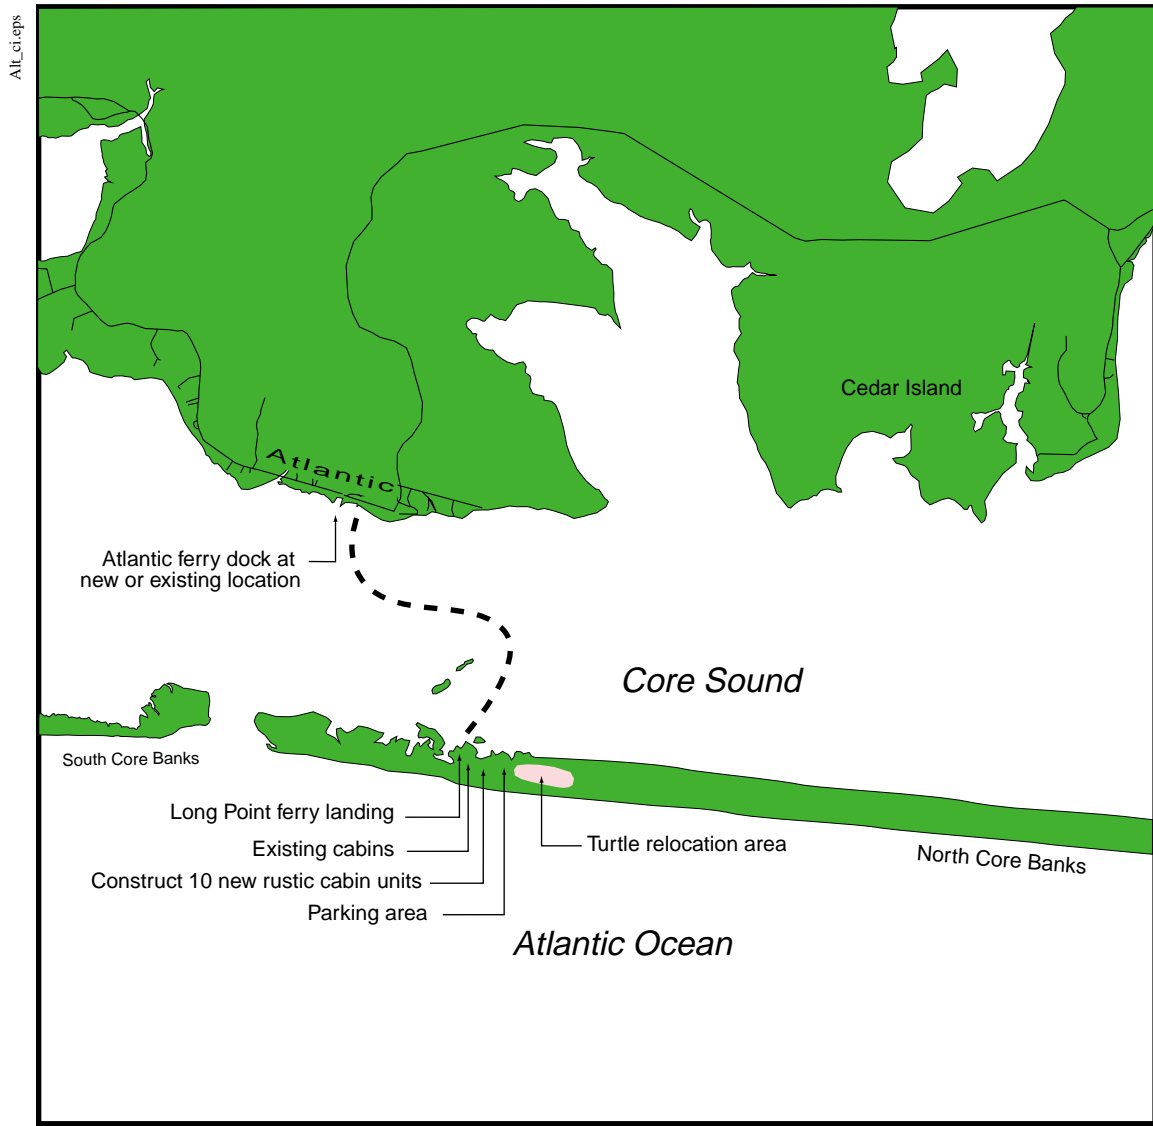 Alt_ci.eps
Cedar Island
Atlantic
Atlantic ferry dock at
new or existing location
Core Sound
South Core Banks
Long Point ferry landing
Existing cabins
Turtle relocation area
North Core Banks
Construct 10 new rustic cabin units
Parking area
Atlantic Ocean